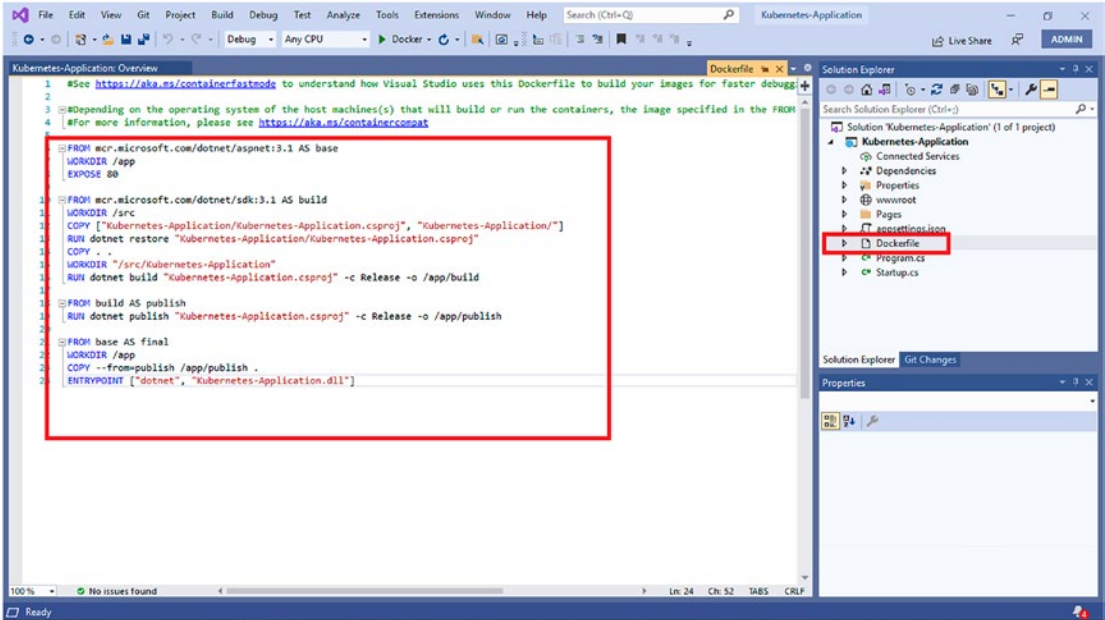 File Edit View Git Project Build Debug Test Analyze Tools Extensions Window Help Search (Ctrl+Q) Kubernetes-Application
Debug Any CPU Docker Live Share ADMIN
Kubernetes-Application: Overview Dockerfile
1 #See https://aka.ms/containerfastmode to understand how Visual Studio uses this Dockerfile to build your images for faster debugg
2
3 #Depending on the operating system of the host machines(s) that will build or run the containers, the image specified in the FROM
4 #For more information, please see https://aka.ms/containercompat
FROM mcr.microsoft.com/dotnet/aspnet:3.1 AS base
WORKDIR /app
EXPOSE 80
FROM mcr.microsoft.com/dotnet/sdk:3.1 AS build
WORKDIR /src
COPY ["Kubernetes-Application/Kubernetes-Application.csproj", "Kubernetes-Application/"]
RUN dotnet restore "Kubernetes-Application/Kubernetes-Application.csproj"
COPY . .
WORKDIR "/src/Kubernetes-Application"
RUN dotnet build "Kubernetes-Application.csproj" -c Release -o /app/build
FROM build AS publish
RUN dotnet publish "Kubernetes-Application.csproj" -c Release -o /app/publish
FROM base AS final
WORKDIR /app
COPY --from=publish /app/publish .
ENTRYPOINT ["dotnet", "Kubernetes-Application.dll"]
100 % No issues found Ln: 24 Ch: 52 TABS CRLF
Solution Explorer
Search Solution Explorer (Ctrl+;)
Solution 'Kubernetes-Application' (1 of 1 project)
Kubernetes-Application
Connected Services
Dependencies
Properties
wwwroot
Pages
appsettings.json
Dockerfile
C# Program.cs
C# Startup.cs
Solution Explorer Git Changes
Properties
Ready 4